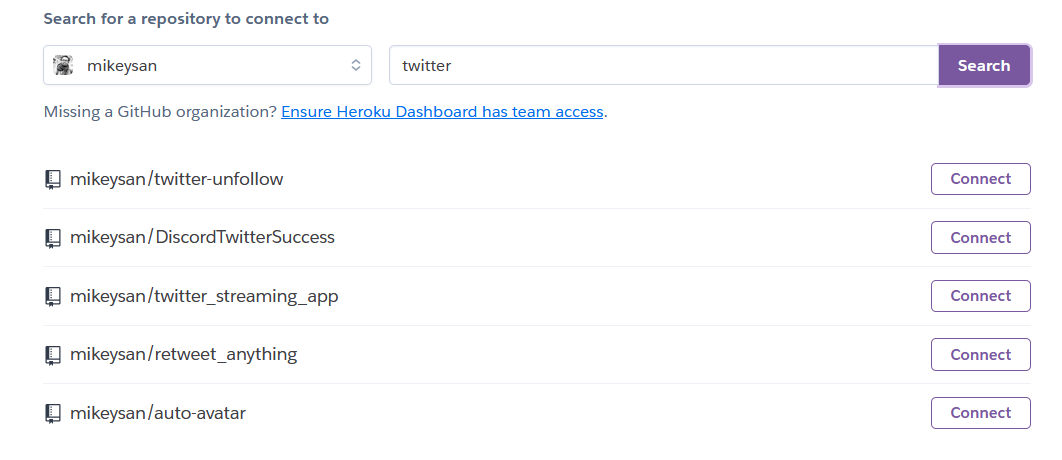 Search for a repository to connect to
mikeysan twitter Search
Missing a GitHub organization? Ensure Heroku Dashboard has team access.
mikeysan/twitter-unfollow Connect
mikeysan/DiscordTwitterSuccess Connect
mikeysan/twitter_streaming_app Connect
mikeysan/retweet_anything Connect
mikeysan/auto-avatar Connect